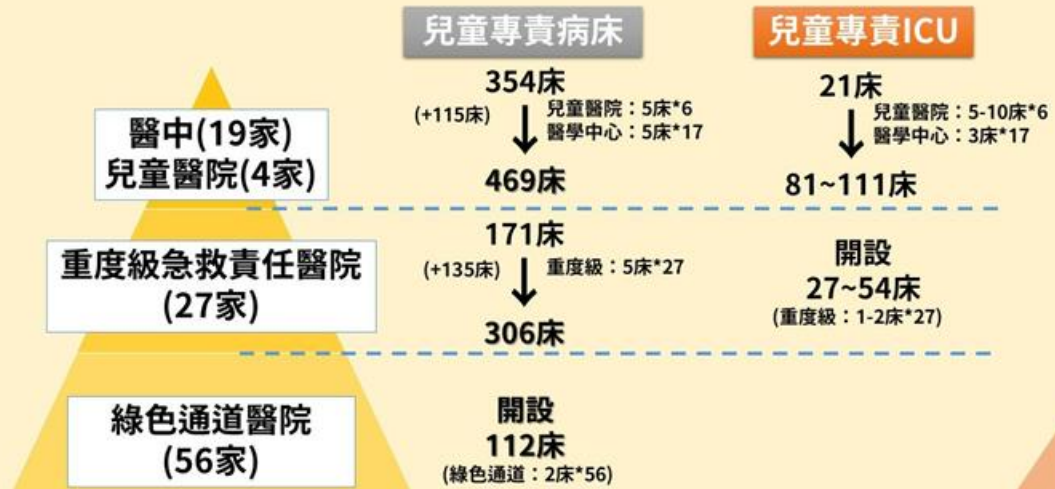 兒童專責病床
兒童專責ICU
醫中(19家)
兒童醫院(4家)
354床
(+115床)
兒童醫院：5床*6
醫學中心：5床*17
469床
21床
兒童醫院：5-10床*6
醫學中心：3床*17
81~111床
重度級急救責任醫院
(27家)
171床
(+135床)
重度級：5床*27
306床
開設
27~54床
(重度級：1-2床*27)
綠色通道醫院
(56家)
開設
112床
(綠色通道：2床*56)